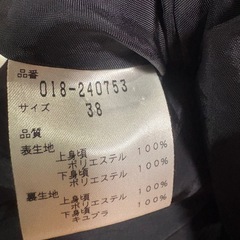 品番
018-240753
サイズ
38
品質
表生地
上身頃
ポリエステル 100%
下身頃
ポリエステル 100%
裏生地
上身頃
ポリエステル 100%
下身頃
キュプラ 100%